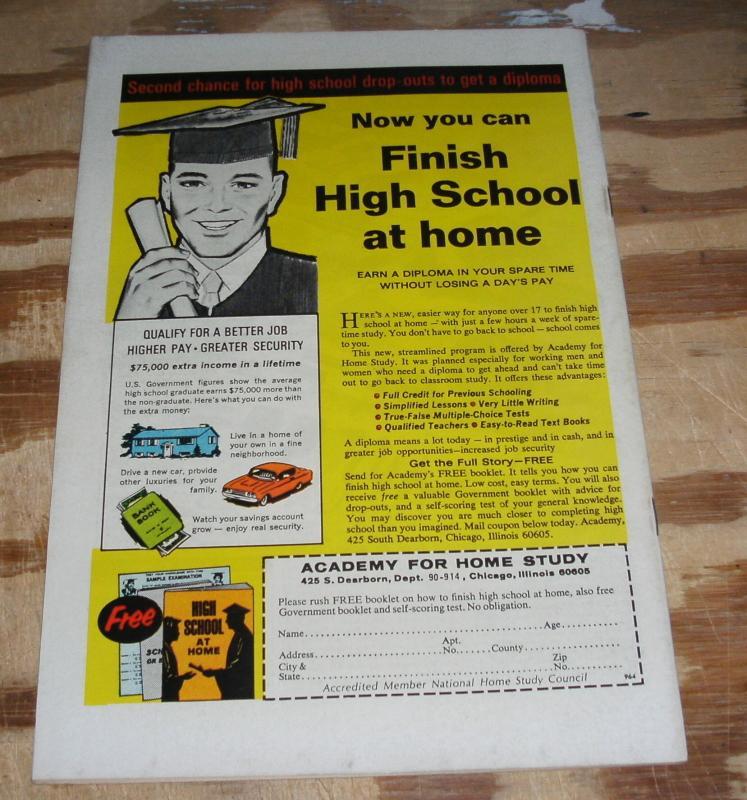 Second chance for high school drop-outs to get a diploma
Now you can
Finish
High School
at home
EARN A DIPLOMA IN YOUR SPARE TIME
WITHOUT LOSING A DAY'S PAY
HERE'S A NEW, easier way for anyone over 17 to finish high
school at home — with just a few hours a week of spare-
time study. You don't have to go back to school — school comes
to you.
This new, streamlined program is offered by Academy for
Home Study. It was planned especially for working men and
women who need a diploma to get ahead and can't take time
out to go back to classroom study. It offers these advantages:
• Full Credit for Previous Schooling
• Simplified Lessons • Very Little Writing
• True-False Multiple-Choice Tests
• Qualified Teachers • Easy-to-Read Text Books
A diploma means a lot today — in prestige and in cash, and in
greater job opportunities—increased job security
Get the Full Story—FREE
Send for Academy's FREE booklet. It tells you how you can
finish high school at home. Low cost, easy terms. You will also
receive free a valuable Government booklet with advice for
drop-outs, and a self-scoring test of your general knowledge.
You may discover you are much closer to completing high
school than you imagined. Mail coupon below today. Academy,
425 South Dearborn, Chicago, Illinois 60605.
QUALIFY FOR A BETTER JOB
HIGHER PAY • GREATER SECURITY
$75,000 extra income in a lifetime
U.S. Government figures show the average
high school graduate earns $75,000 more than
the non-graduate. Here's what you can do with
the extra money:
Live in a home of
your own in a fine
neighborhood.
Drive a new car, provide
other luxuries for your
family.
BANK
BOOK
Watch your savings account
grow — enjoy real security.
SAMPLE EXAMINATION
Free
HIGH
SCHOOL
AT
HOME
ACADEMY FOR HOME STUDY
425 S. Dearborn, Dept. 90-914, Chicago, Illinois 60605
Please rush FREE booklet on how to finish high school at home, also free
Government booklet and self-scoring test. No obligation.
Name.................... Age..........
Apt.
Address.................... No...... County..........
City & Zip
State.................... No.......
Accredited Member National Home Study Council 964